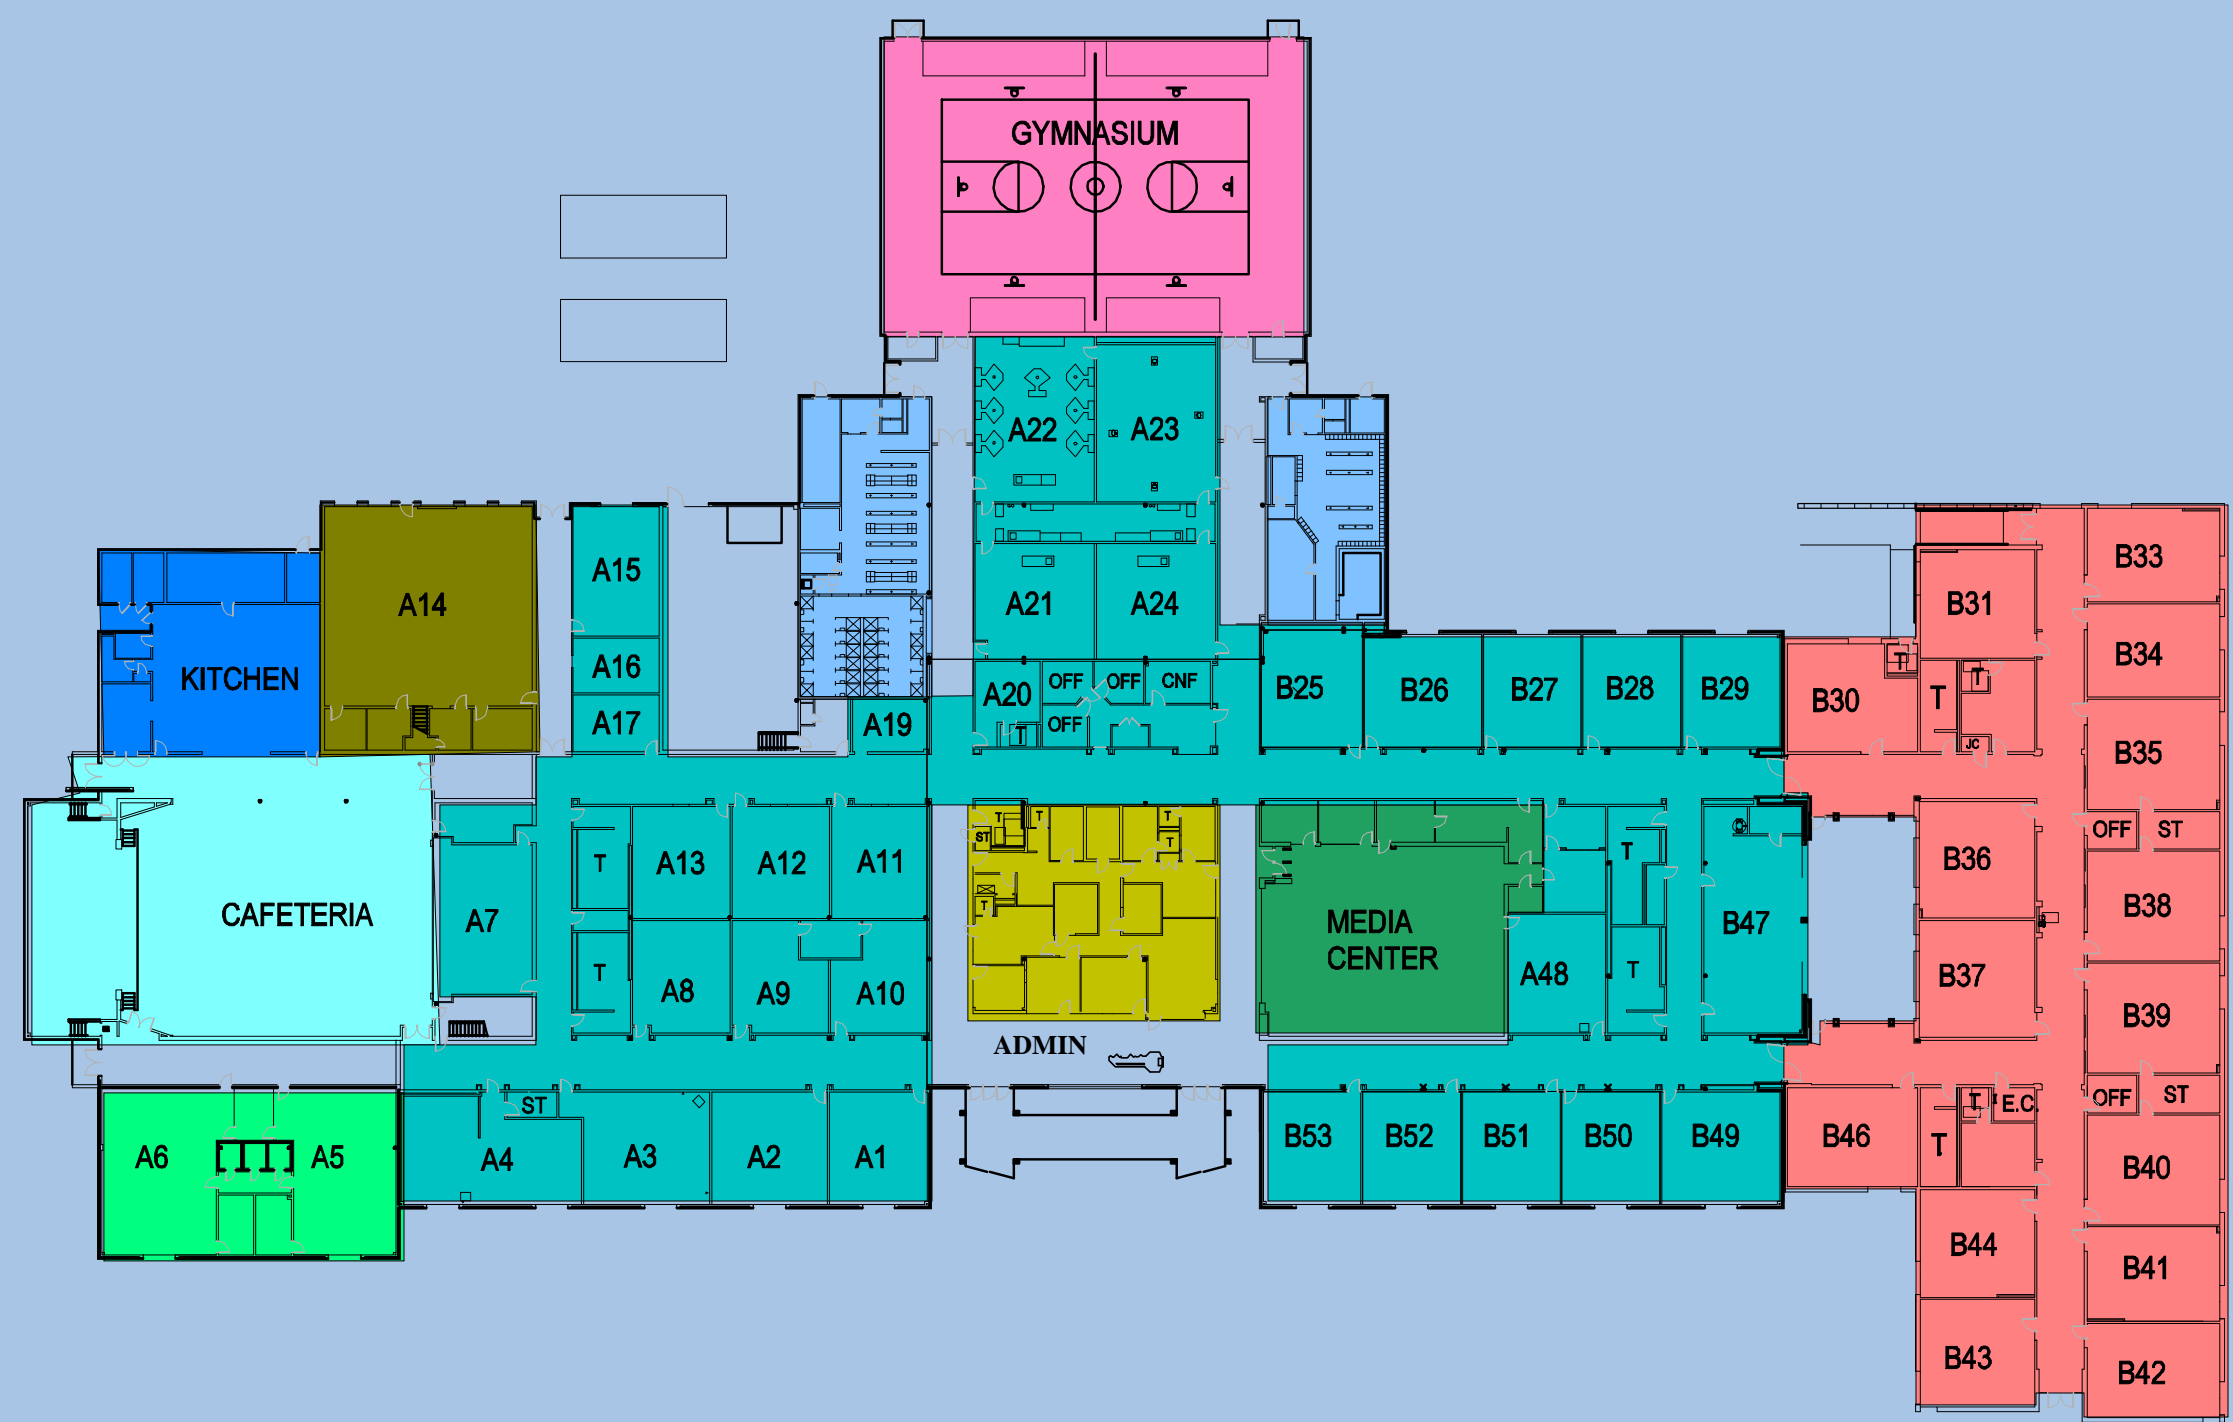 GYMNASIUM
A22
A23
A15
A14
A21
A24
B33
B31
B34
KITCHEN
A16
A17
A19
A20
OFF
OFF
CNF
OFF
T
B25
B26
B27
B28
B29
B30
T
T
T
JC
B35
CAFETERIA
A7
T
A13
A12
A11
T
A8
A9
A10
ST
T
T
T
T
T
MEDIA
CENTER
T
A48
T
B47
B36
OFF
ST
B38
B37
B39
ADMIN
A6
A5
ST
A4
A3
A2
A1
B53
B52
B51
B50
B49
B46
T
T
E.C.
OFF
ST
B40
B44
B41
B43
B42